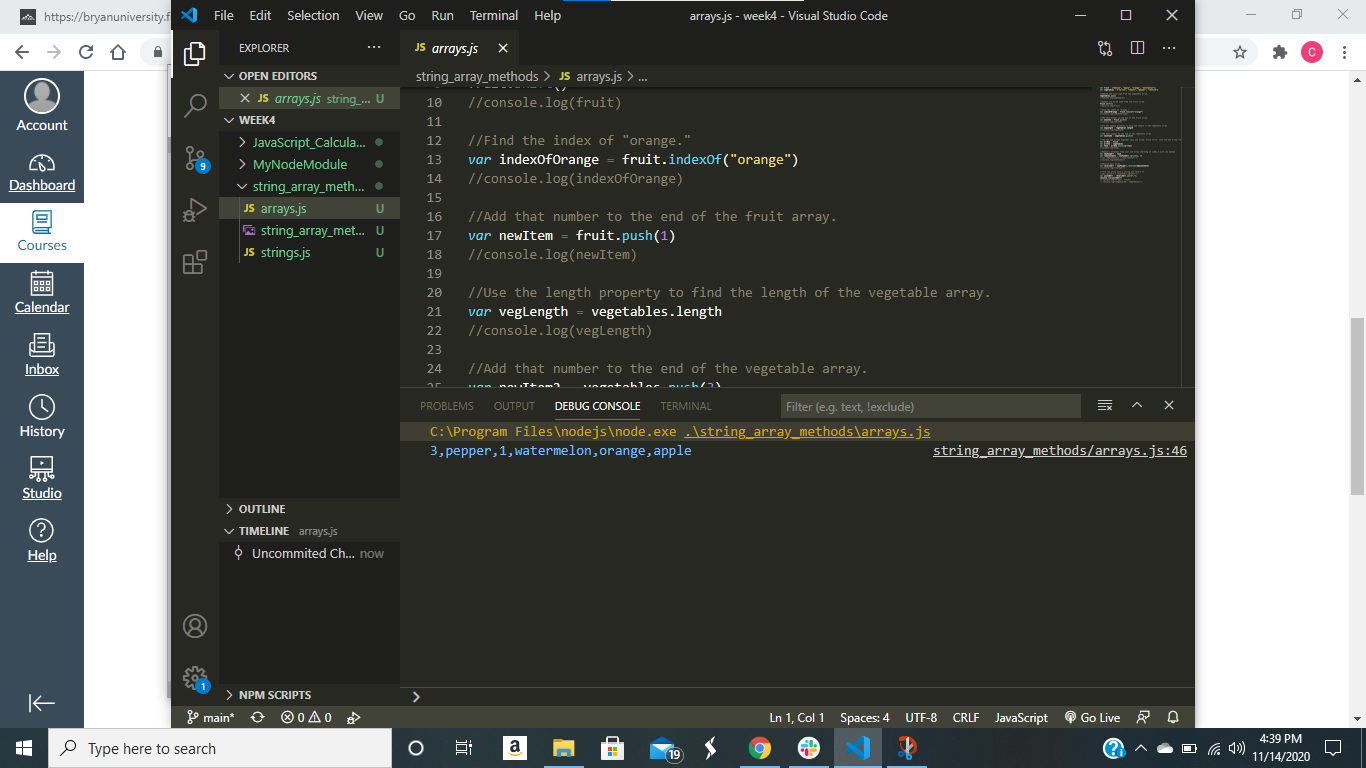 https://bryanuniversity.f
File Edit Selection View Go Run Terminal Help
arrays.js - week4 - Visual Studio Code
C
Account
Dashboard
Courses
Calendar
Inbox
History
Studio
Help
9
1
EXPLORER
OPEN EDITORS
JS arrays.js string_... U
WEEK4
JavaScript_Calcula...
MyNodeModule
string_array_meth...
JS arrays.js U
string_array_met... U
JS strings.js U
OUTLINE
TIMELINE arrays.js
Uncommited Ch... now
NPM SCRIPTS
JS arrays.js
string_array_methods > JS arrays.js > ...
10 //console.log(fruit)
11
12 //Find the index of "orange."
13 var indexOfOrange = fruit.indexOf("orange")
14 //console.log(indexOfOrange)
15
16 //Add that number to the end of the fruit array.
17 var newItem = fruit.push(1)
18 //console.log(newItem)
19
20 //Use the length property to find the length of the vegetable array.
21 var vegLength = vegetables.length
22 //console.log(vegLength)
23
24 //Add that number to the end of the vegetable array.
25 var newItem2 = vegetables.push(3)
PROBLEMS OUTPUT DEBUG CONSOLE TERMINAL
Filter (e.g. text, !exclude)
C:\Program Files\nodejs\node.exe .\string_array_methods\arrays.js
3,pepper,1,watermelon,orange,apple string_array_methods/arrays.js:46
main* 0 0
Ln 1, Col 1 Spaces: 4 UTF-8 CRLF JavaScript Go Live
Type here to search
a
19
4:39 PM
11/14/2020